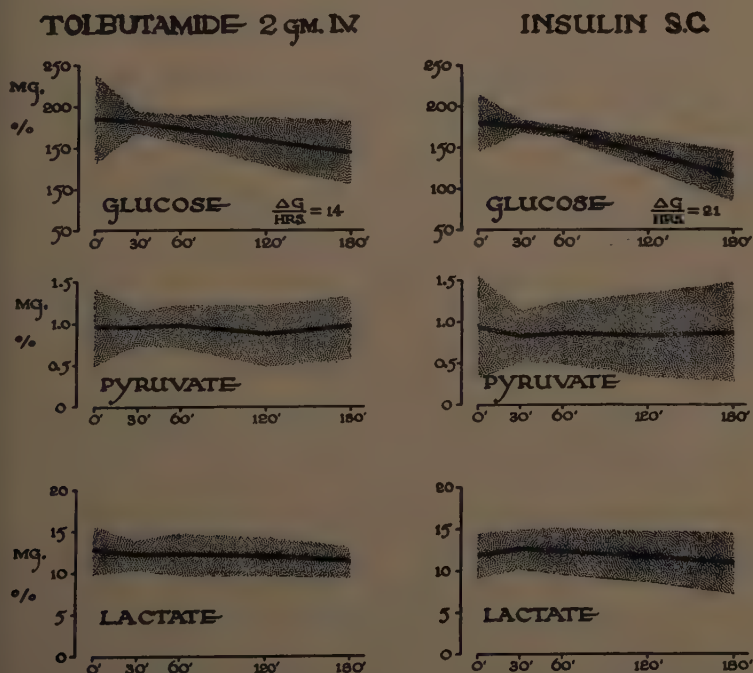 TOLBUTAMIDE 2 GM. I.V.
MG.
%
250
200
150
150
50
GLUCOSE ΔG/HRS. = 14
0' 30' 60' 120' 180'
MG.
%
1.5
1.0
0.5
0
PYRUVATE
0' 30' 60' 120' 180'
MG.
%
20
15
10
5
0
LACTATE
0' 30' 60' 120' 180'
INSULIN S.C.
250
200
150
100
50
GLUCOSE ΔG/HRS. = 21
0' 30' 60' 120' 180'
1.5
1.0
0.5
0
PYRUVATE
0' 30' 60' 120' 180'
20
15
10
5
0
LACTATE
0' 30' 60' 120' 180'